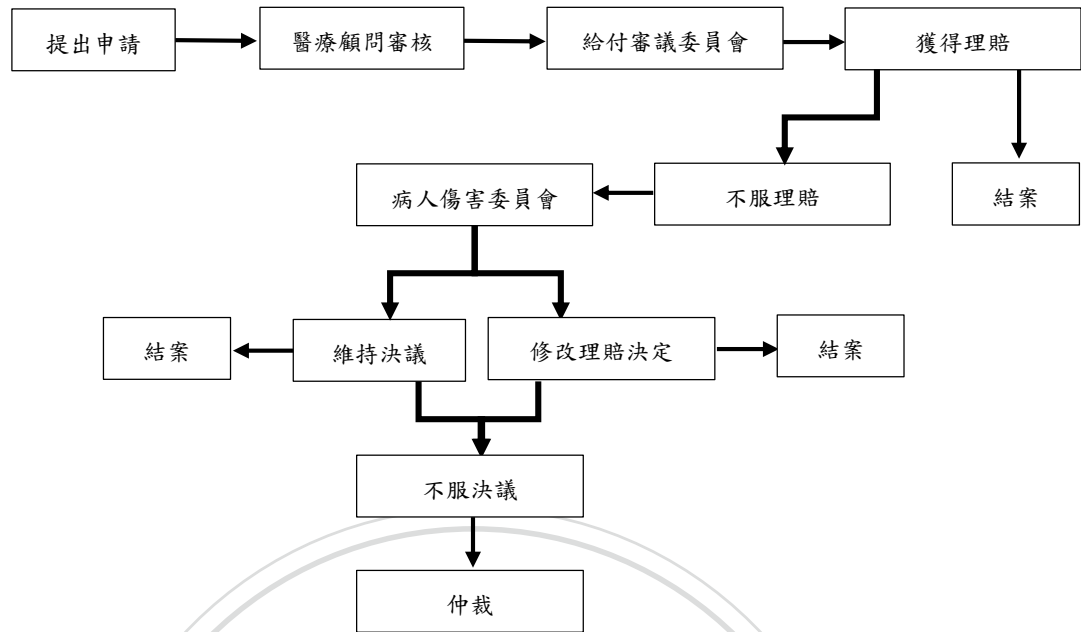 提出申請
醫療顧問審核
給付審議委員會
獲得理賠
病人傷害委員會
不服理賠
結案
結案
維持決議
修改理賠決定
結案
不服決議
仲裁